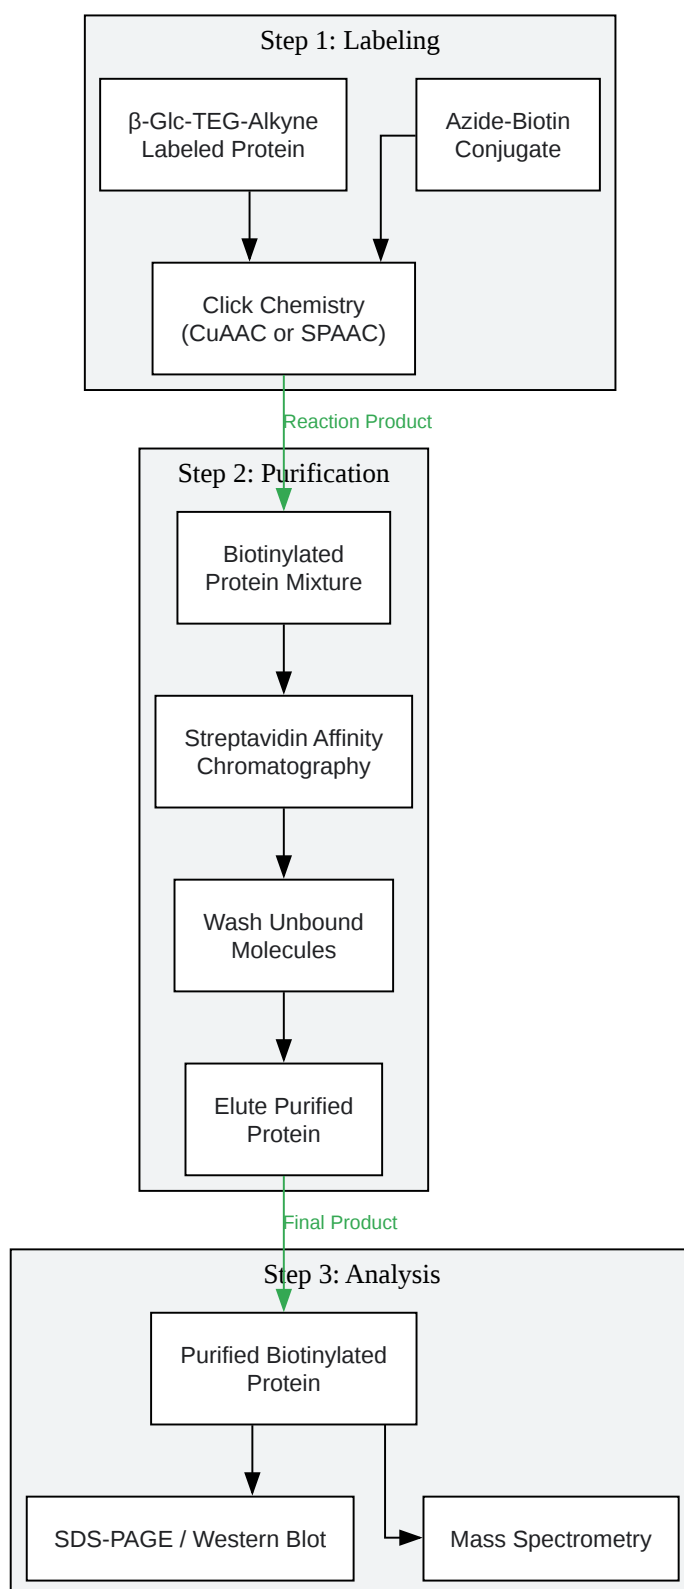 Step 1: Labeling
β-Glc-TEG-Alkyne
Labeled Protein
Azide-Biotin
Conjugate
Click Chemistry
(CuAAC or SPAAC)
Reaction Product
Step 2: Purification
Biotinylated
Protein Mixture
Streptavidin Affinity
Chromatography
Wash Unbound
Molecules
Elute Purified
Protein
Final Product
Step 3: Analysis
Purified Biotinylated
Protein
SDS-PAGE / Western Blot
Mass Spectrometry